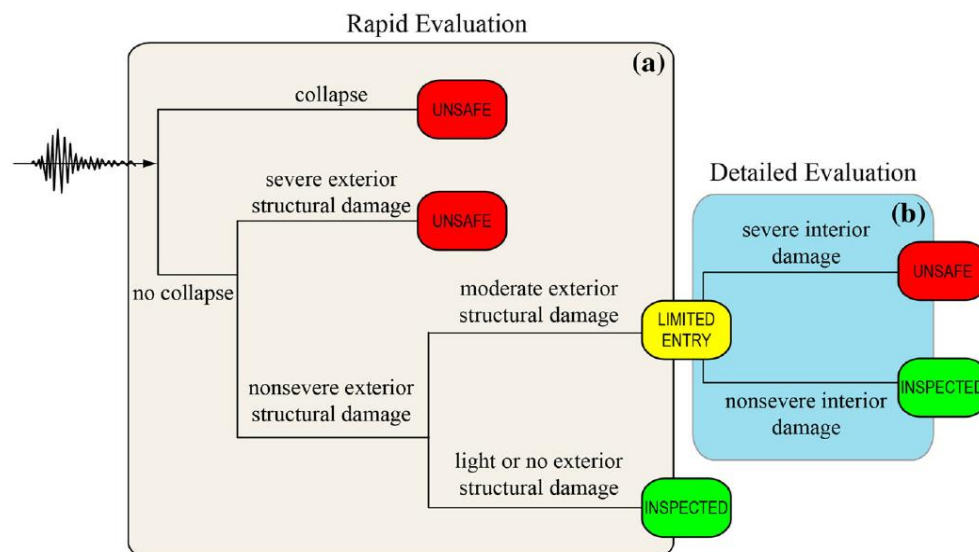 Rapid Evaluation
(a)
collapse
UNSAFE
severe exterior
structural damage
UNSAFE
no collapse
moderate exterior
structural damage
LIMITED
ENTRY
nonsevere exterior
structural damage
light or no exterior
structural damage
INSPECTED
Detailed Evaluation
(b)
severe interior
damage
UNSAFE
INSPECTED
nonsevere interior
damage